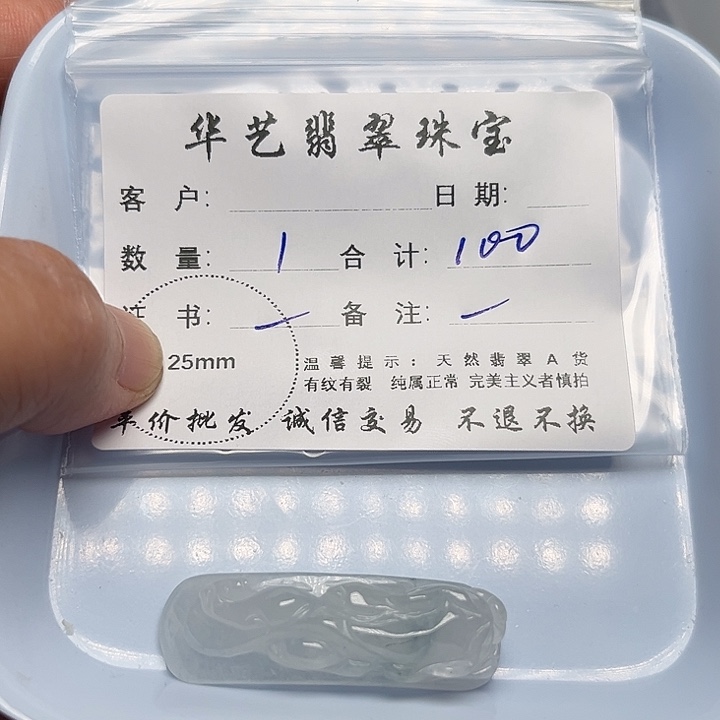 华艺翡翠珠宝
客 户: 日 期:
数 量: 1 合 计: 100
证 书: 备 注:
25mm
温馨提示: 天然翡翠A货
有纹有裂 纯属正常 完美主义者慎拍
平价批发 诚信交易 不退不换